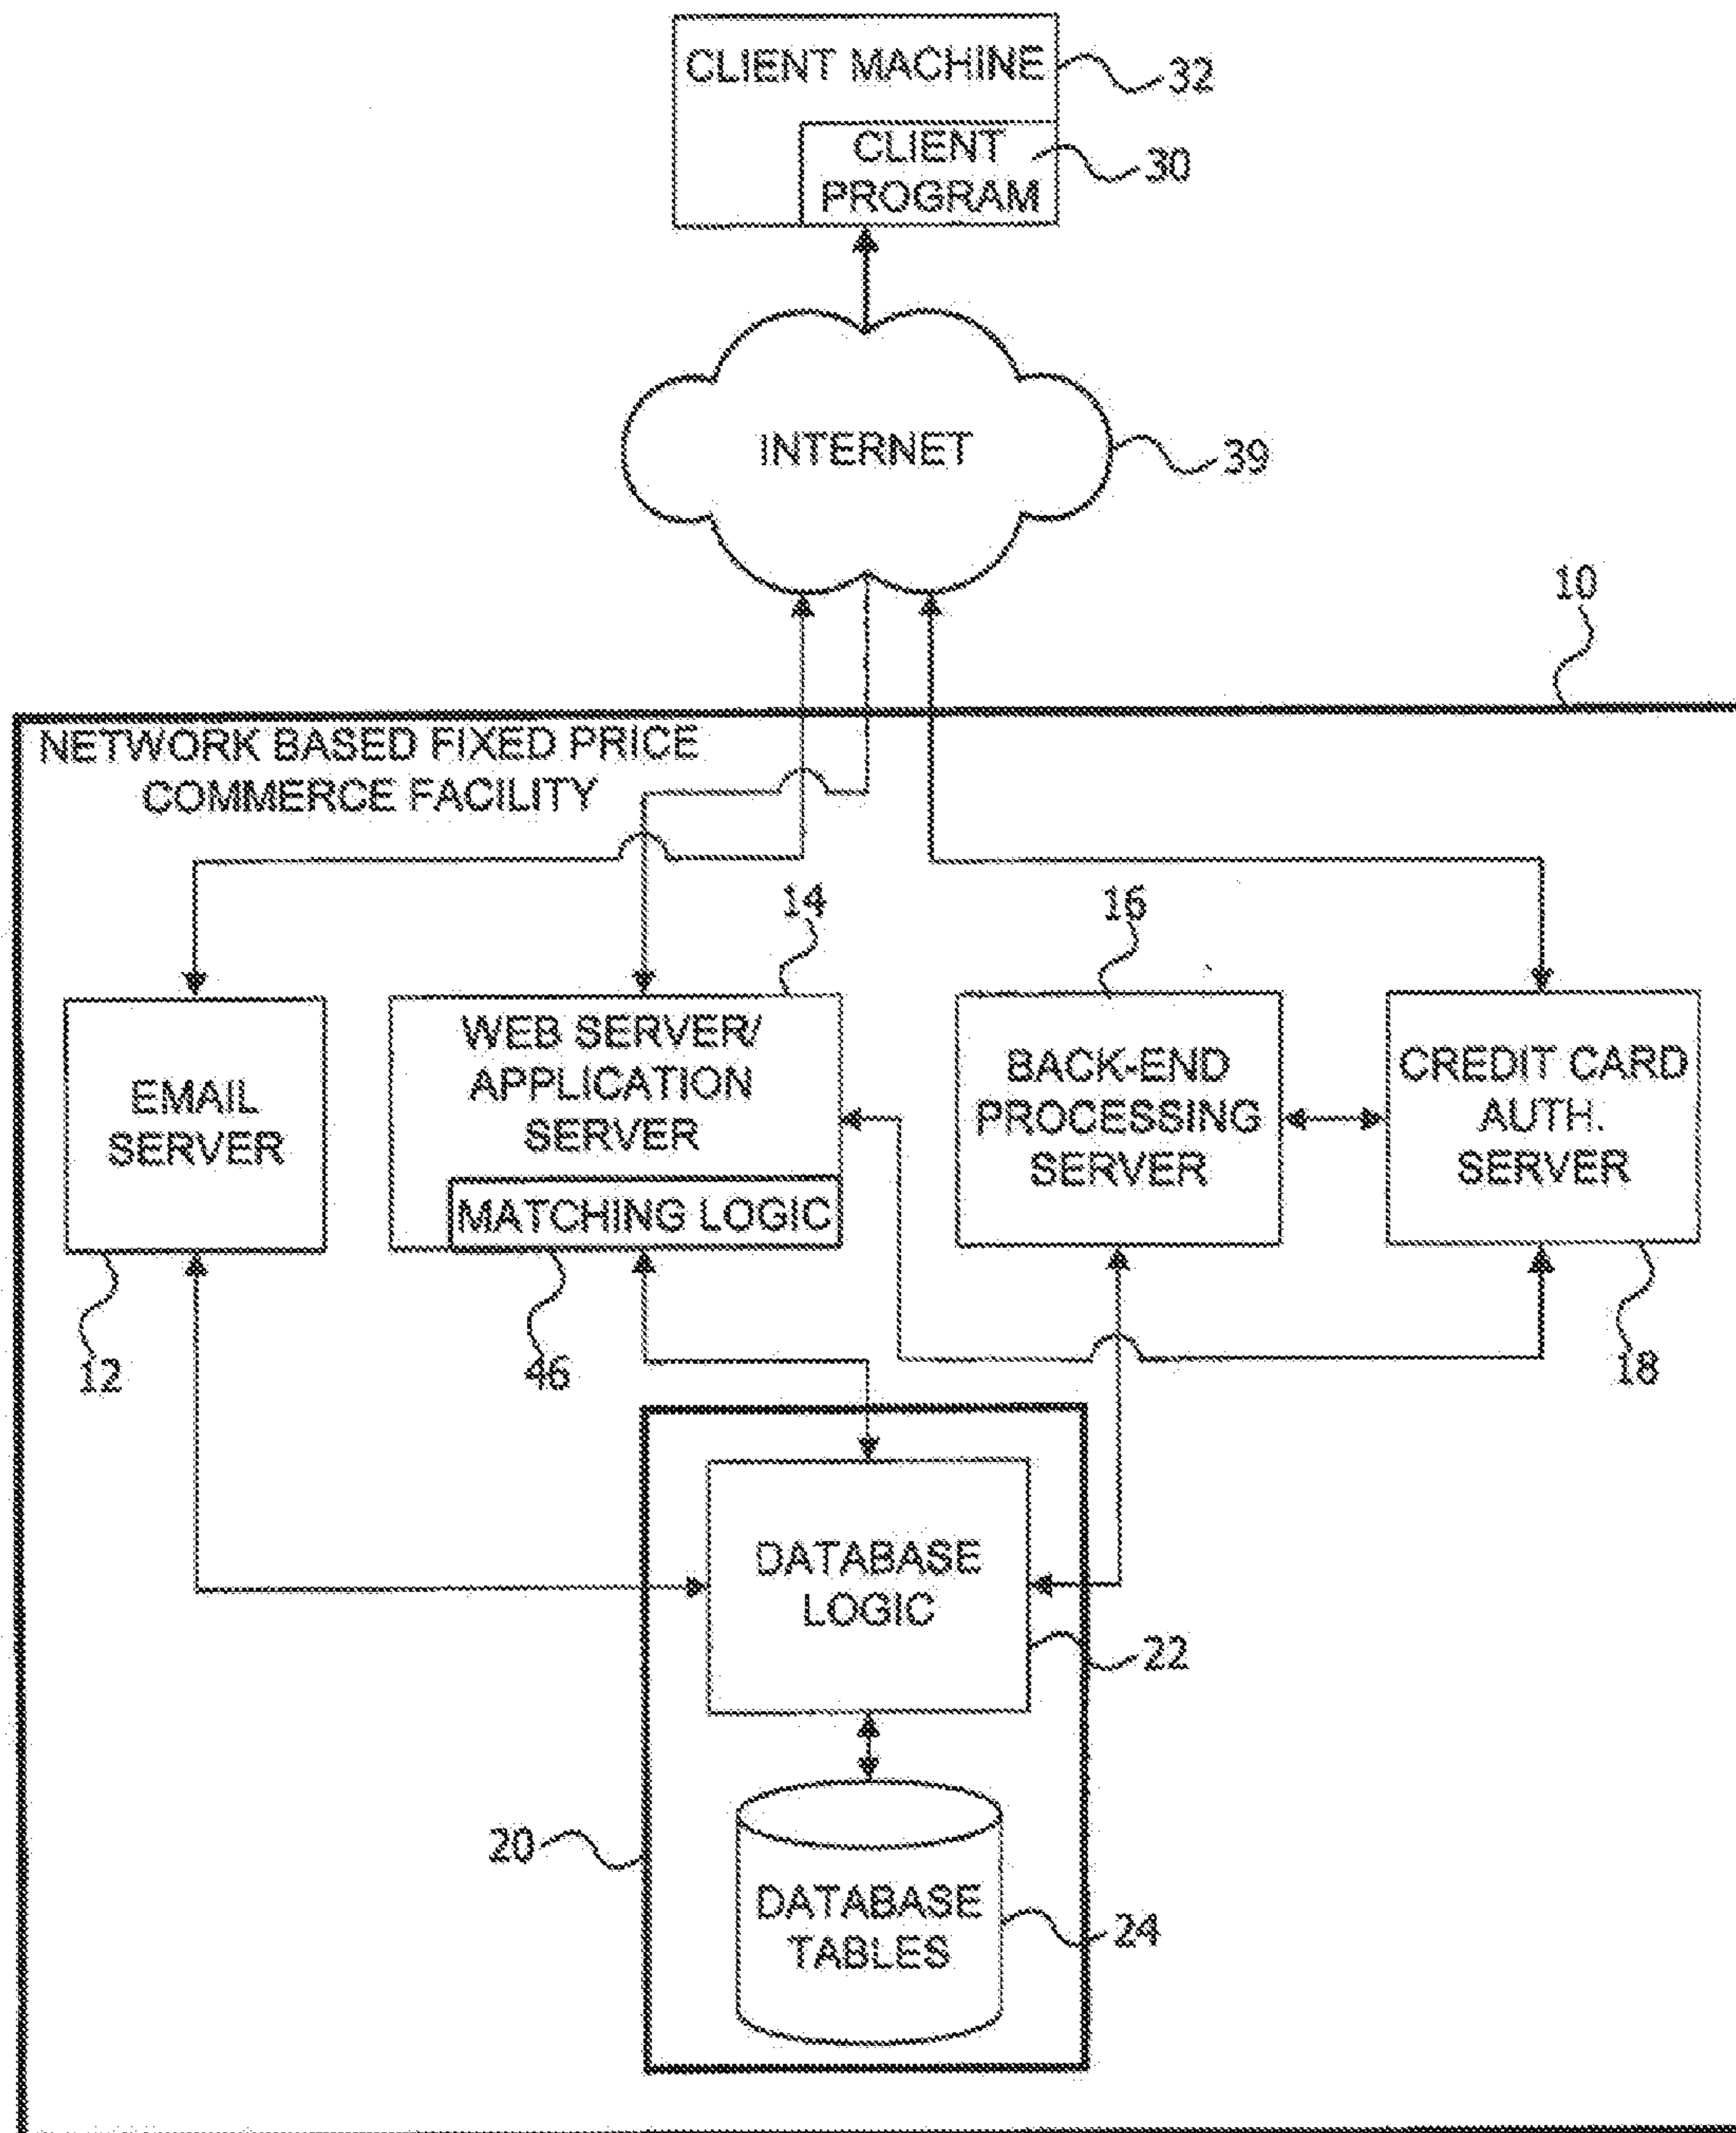 CLIENT MACHINE
32
CLIENT
PROGRAM
30
INTERNET
39
10
NETWORK BASED FIXED PRICE
COMMERCE FACILITY
14
16
EMAIL
SERVER
WEB SERVER/
APPLICATION
SERVER
MATCHING LOGIC
BACK-END
PROCESSING
SERVER
CREDIT CARD
AUTH.
SERVER
12
46
18
DATABASE
LOGIC
22
20
DATABASE
TABLES
24